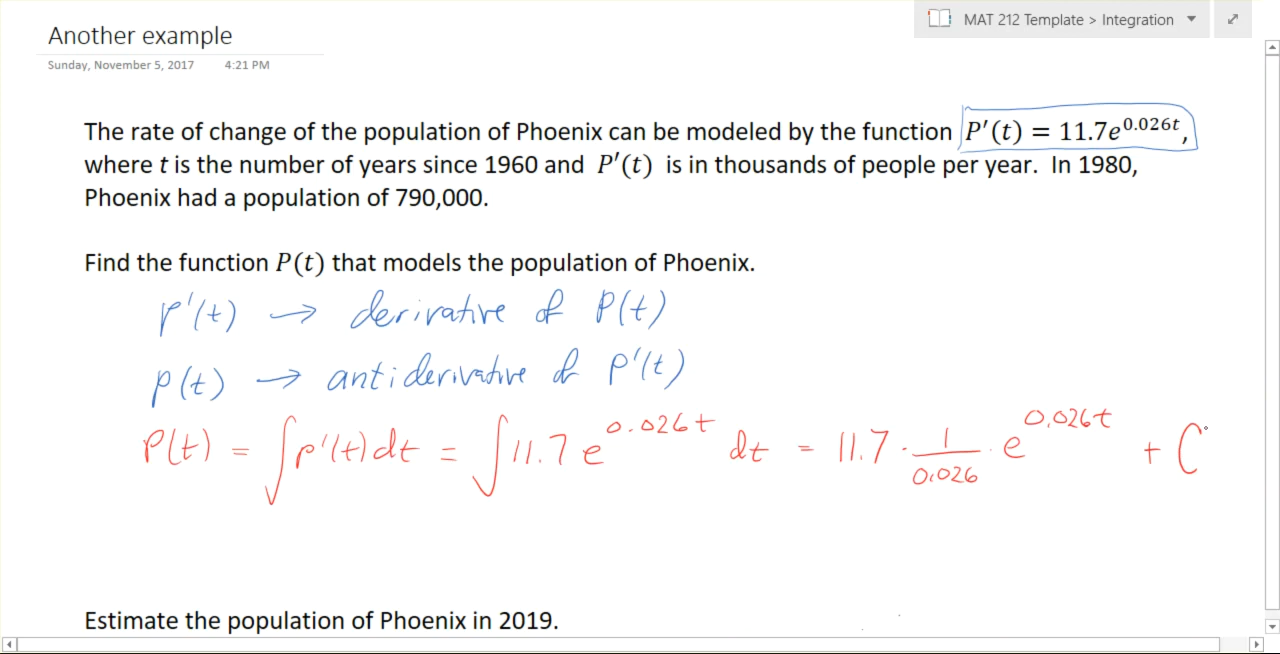 MAT 212 Template > Integration
Another example
Sunday, November 5, 2017 4:21 PM
The rate of change of the population of Phoenix can be modeled by the function P′(t) = 11.7e^0.026t,
where t is the number of years since 1960 and P′(t) is in thousands of people per year. In 1980,
Phoenix had a population of 790,000.
Find the function P(t) that models the population of Phoenix.
P'(t) → derivative of P(t)
P(t) → antiderivative of P'(t)
P(t) = ∫P'(t)dt = ∫11.7e^0.026t dt = 11.7 · 1/0.026 · e^0.026t + C
Estimate the population of Phoenix in 2019.